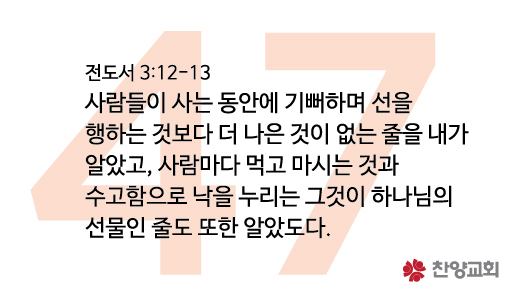 47
전도서 3:12-13
사람들이 사는 동안에 기뻐하며 선을
행하는 것보다 더 나은 것이 없는 줄을 내가
알았고, 사람마다 먹고 마시는 것과
수고함으로 낙을 누리는 그것이 하나님의
선물인 줄도 또한 알았도다.
찬양교회